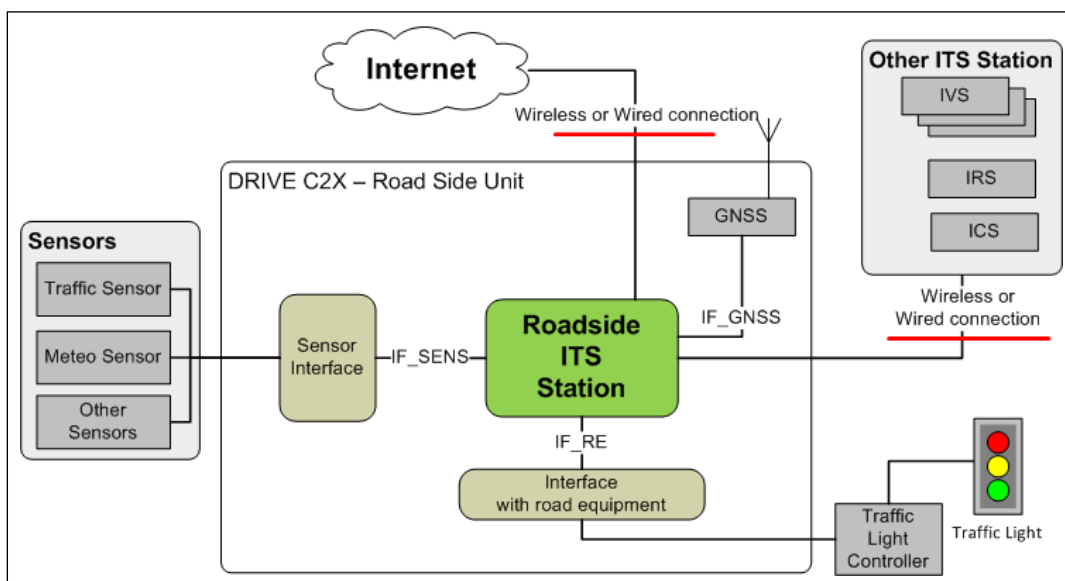 Internet
Wireless or Wired connection
Other ITS Station
IVS
IRS
ICS
Wireless or
Wired connection
DRIVE C2X – Road Side Unit
GNSS
IF_GNSS
Sensors
Traffic Sensor
Meteo Sensor
Other
Sensors
Sensor
Interface
IF_SENS
Roadside
ITS
Station
IF_RE
Interface
with road equipment
Traffic
Light
Controller
Traffic Light